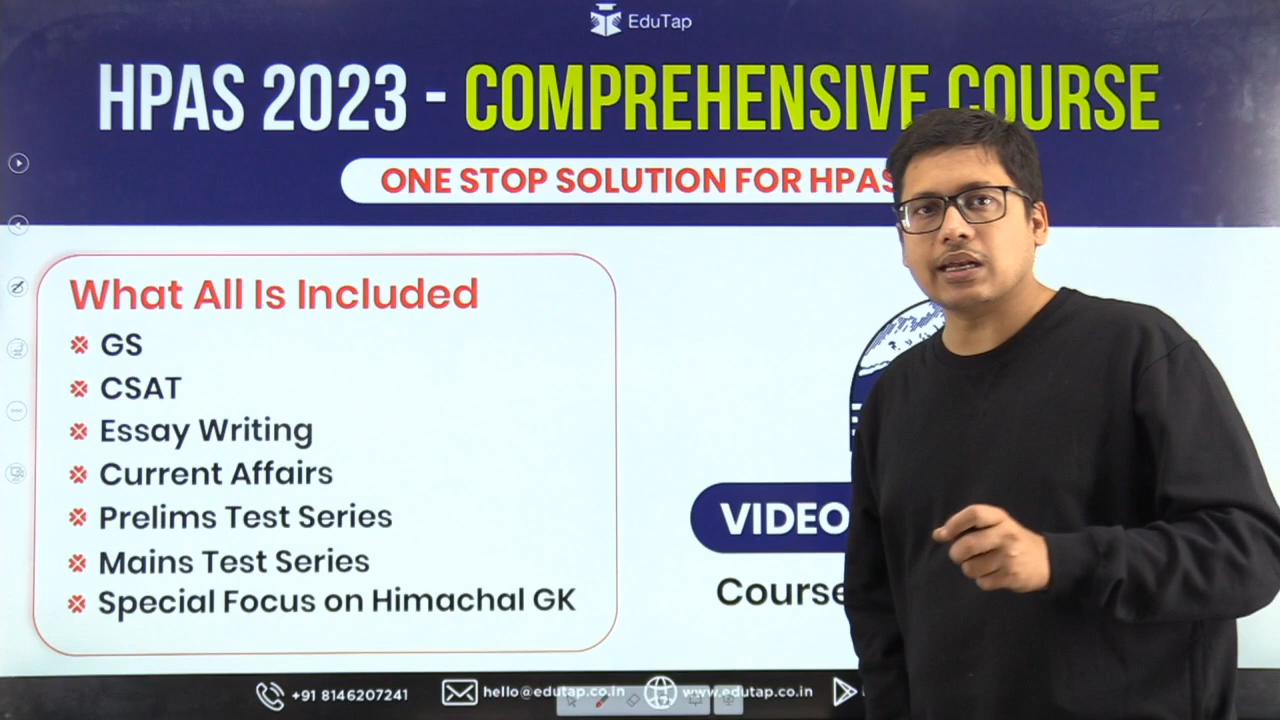 EduTap
HPAS 2023 - COMPREHENSIVE COURSE
ONE STOP SOLUTION FOR HPAS
What All Is Included
GS
CSAT
Essay Writing
Current Affairs
Prelims Test Series
Mains Test Series
Special Focus on Himachal GK
VIDEO
Course
+91 8146207241
hello@edutap.co.in
www.edutap.co.in